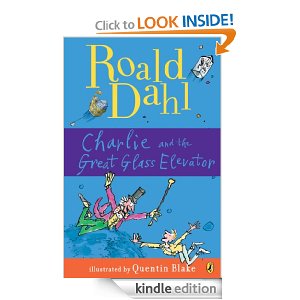 Click to
LOOK INSIDE!
Roald
Dahl
Charlie and the
Great Glass Elevator
illustrated by Quentin Blake
kindle edition